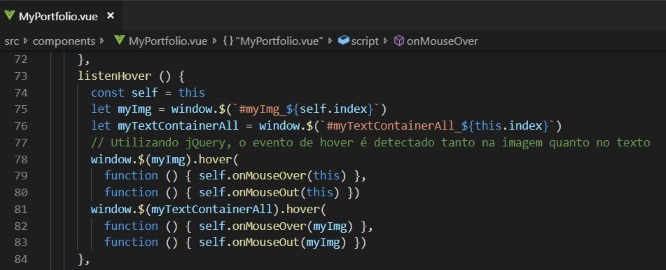 MyPortfolio.vue ×
src › components › MyPortfolio.vue › {} "MyPortfolio.vue" › script › onMouseOver
72 },
73 listenHover () {
74 const self = this
75 let myImg = window.$(`#myImg_${self.index}`)
76 let myTextContainerAll = window.$(`#myTextContainerAll_${this.index}`)
77 // Utilizando jQuery, o evento de hover é detectado tanto na imagem quanto no texto
78 window.$(myImg).hover(
79 function () { self.onMouseOver(this) },
80 function () { self.onMouseOut(this) })
81 window.$(myTextContainerAll).hover(
82 function () { self.onMouseOver(myImg) },
83 function () { self.onMouseOut(myImg) })
84 },